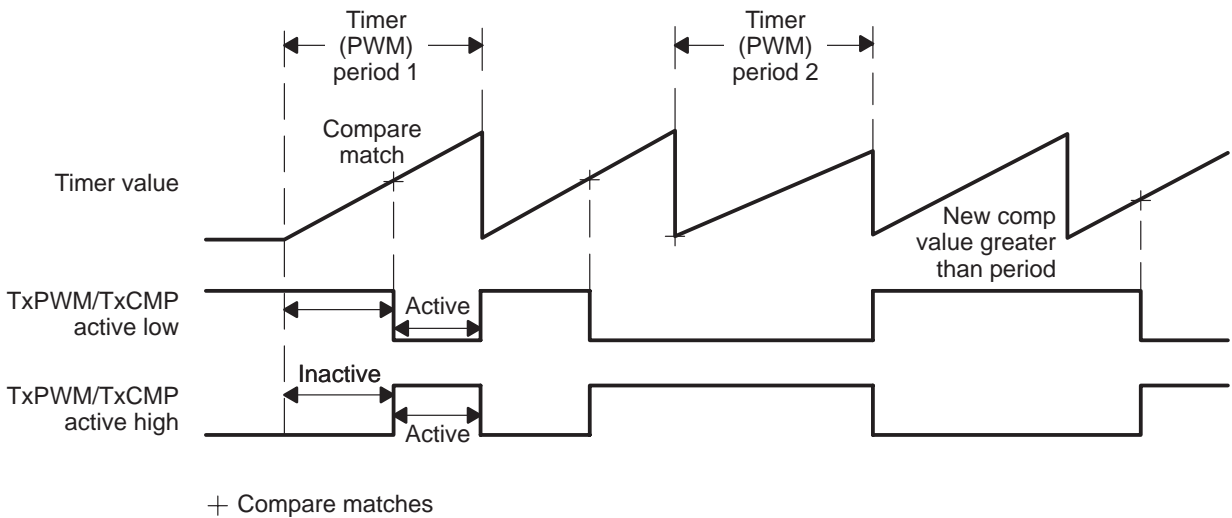 Timer
(PWM)
period 1
Timer
(PWM)
period 2
Compare
match
Timer value
New comp
value greater
than period
TxPWM/TxCMP
active low
Active
Inactive
TxPWM/TxCMP
active high
Active
+ Compare matches